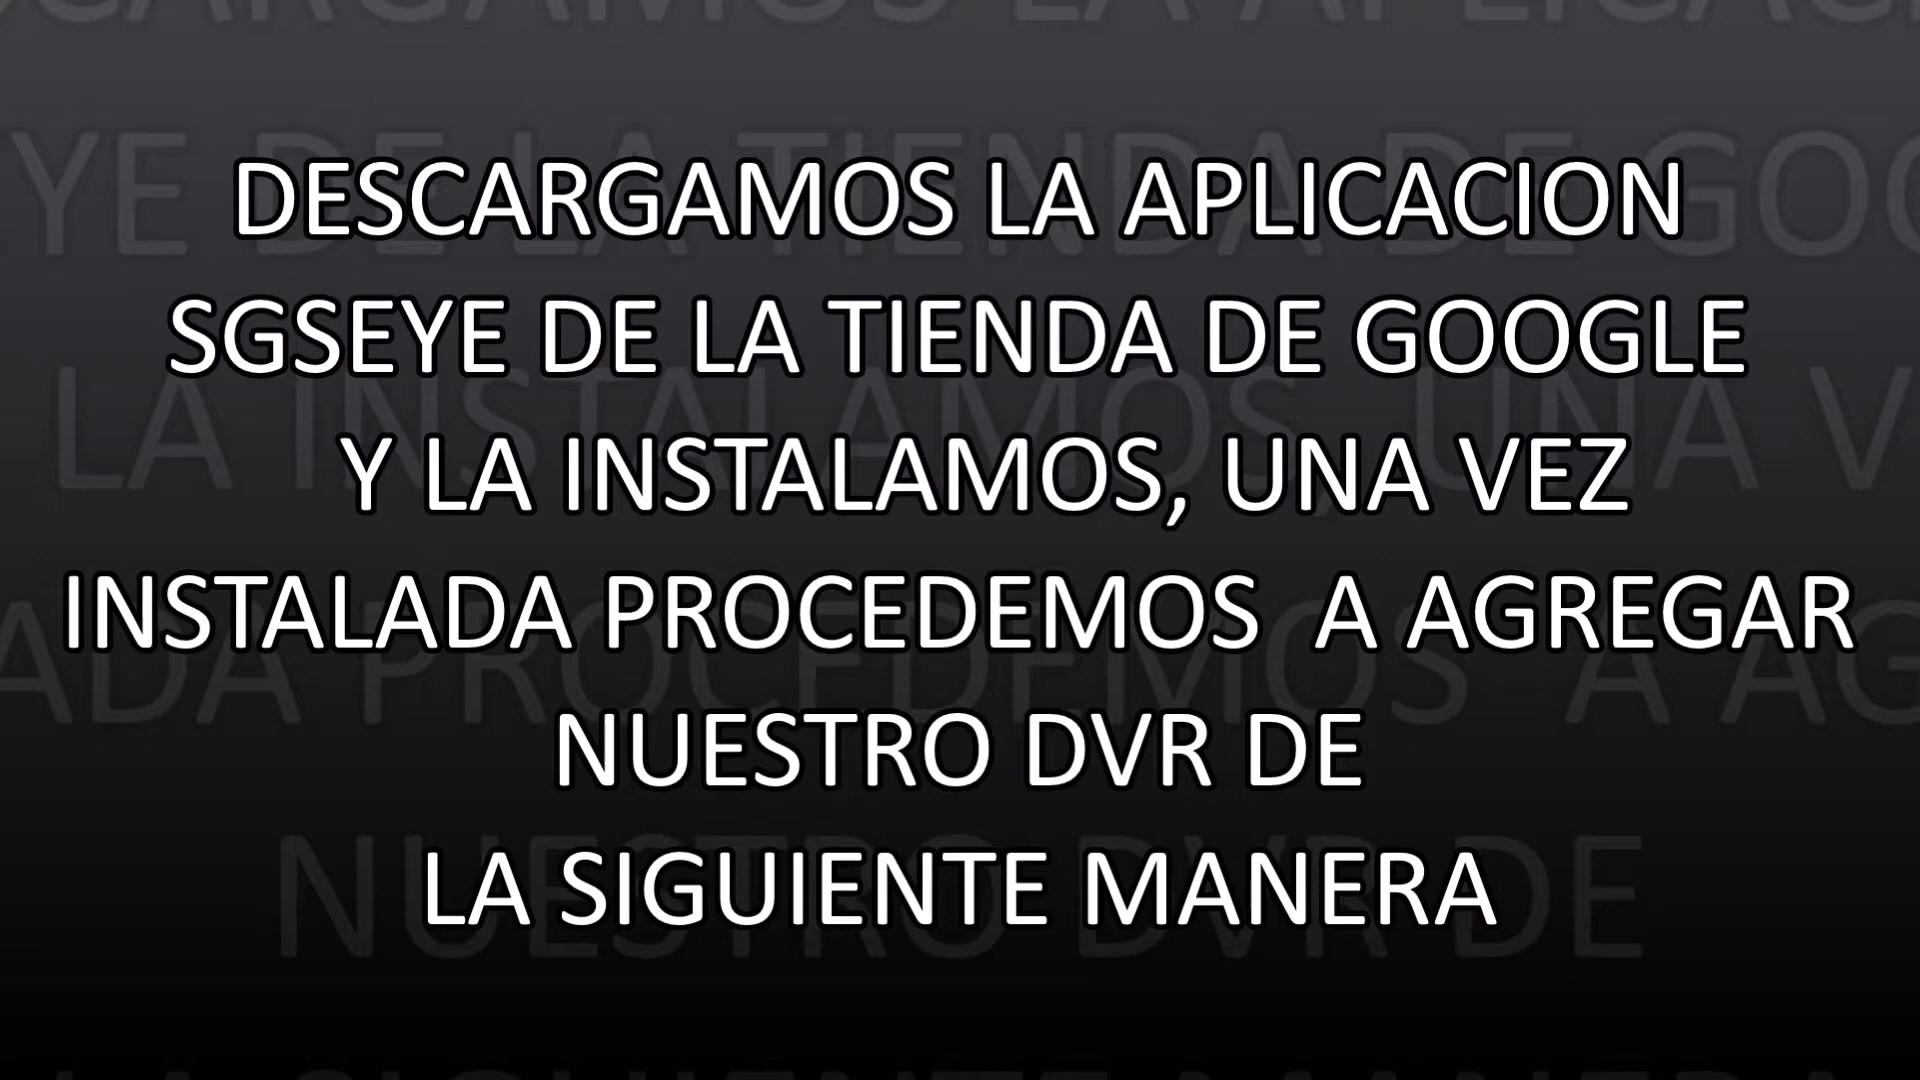 DESCARGAMOS LA APLICACION
SGSEYE DE LA TIENDA DE GOOGLE
Y LA INSTALAMOS, UNA VEZ
INSTALADA PROCEDEMOS  A AGREGAR
NUESTRO DVR DE
LA SIGUIENTE MANERA